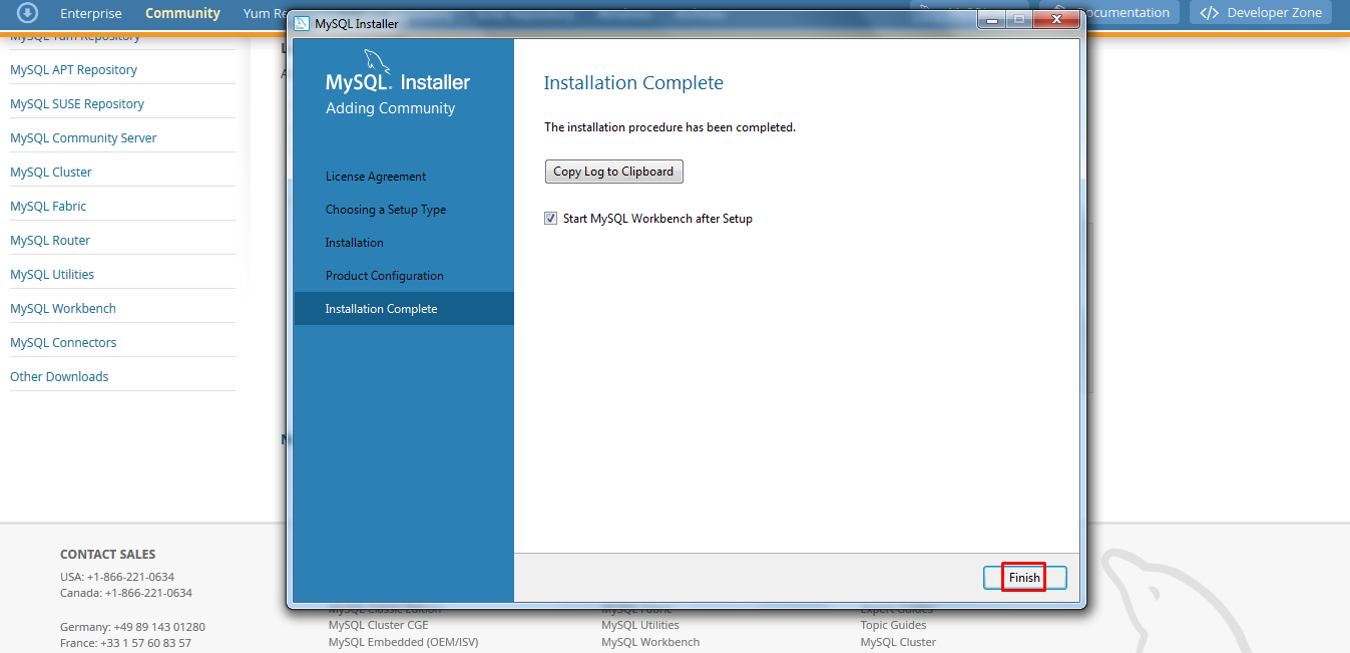 Enterprise
Community
MySQL Installer
ocumentation
Developer Zone
MySQL Yum Repository
MySQL APT Repository
MySQL SUSE Repository
MySQL Community Server
MySQL Cluster
MySQL Fabric
MySQL Router
MySQL Utilities
MySQL Workbench
MySQL Connectors
Other Downloads
MySQL. Installer
Adding Community
License Agreement
Choosing a Setup Type
Installation
Product Configuration
Installation Complete
Installation Complete
The installation procedure has been completed.
Copy Log to Clipboard
Start MySQL Workbench after Setup
Finish
CONTACT SALES
USA: +1-866-221-0634
Canada: +1-866-221-0634
Germany: +49 89 143 01280
France: +33 1 57 60 83 57
MySQL Classic Edition
MySQL Cluster CGE
MySQL Embedded (OEM/ISV)
MySQL Fabric
MySQL Utilities
MySQL Workbench
Expert Guides
Topic Guides
MySQL Cluster